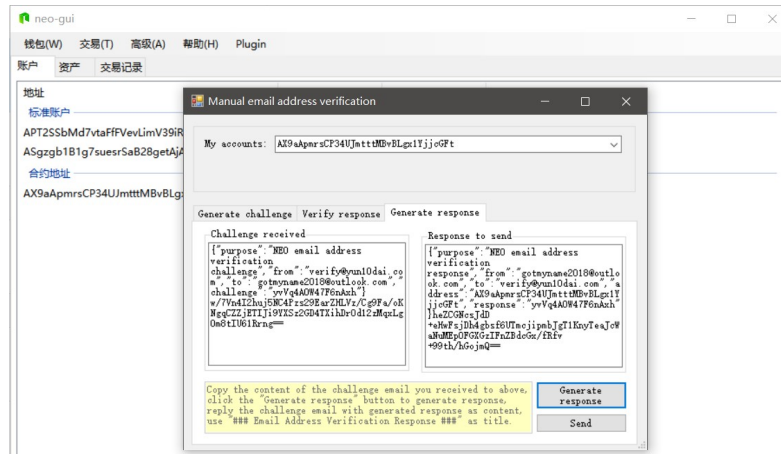 neo-gui
钱包(W) 交易(T) 高级(A) 帮助(H) Plugin
账户 资产 交易记录
地址
标准账户
APT2SSbMd7vtaFfFVevLimV39iR
ASgzgb1B1g7suesrSaB28getAjA
合约地址
AX9aApmrsCP34UJmtttMBvBLgx
Manual email address verification
My accounts: AX9aApmrsCP34UJmtttMBvBLgx1YjjcGFt
Generate challenge Verify response Generate response
Challenge received
{"purpose":"NEO email address
verification
challenge","from":"verify@yun10dai.co
m","to":"gotmyname2018@outlook.com","
challenge":"yvVq4AOW47F6nAxh"}
w/7Vn4I2huj5NC4Pzs29EarZHLVz/Cg9Fa/oK
NgqCZZjETIJi9YXSr2GD4TXihDrOd12rMqxLg
Om8tIU61Rrng==
Response to send
{"purpose":"NEO email address
verification
response","from":"gotmyname2018@outlo
ok.com","to":"verify@yun10dai.com","a
ddress":"AX9aApmrsCP34UJmtttMBvBLgx1Y
jjcGFt","response":"yvVq4AOW47F6nAxh"
}heZCGNcsJdD
+eMwFsjDh4gbsf6UTmcjipmbJgT1KnyTeaJcW
aNuMEpOFGXGzIFnZBdcGx/fRfv
+99th/hGojmQ==
Copy the content of the challenge email you received to above,
click the "Generate response" button to generate response,
reply the challenge email with generated response as content,
use "### Email Address Verification Response ###" as title.
Generate
response
Send